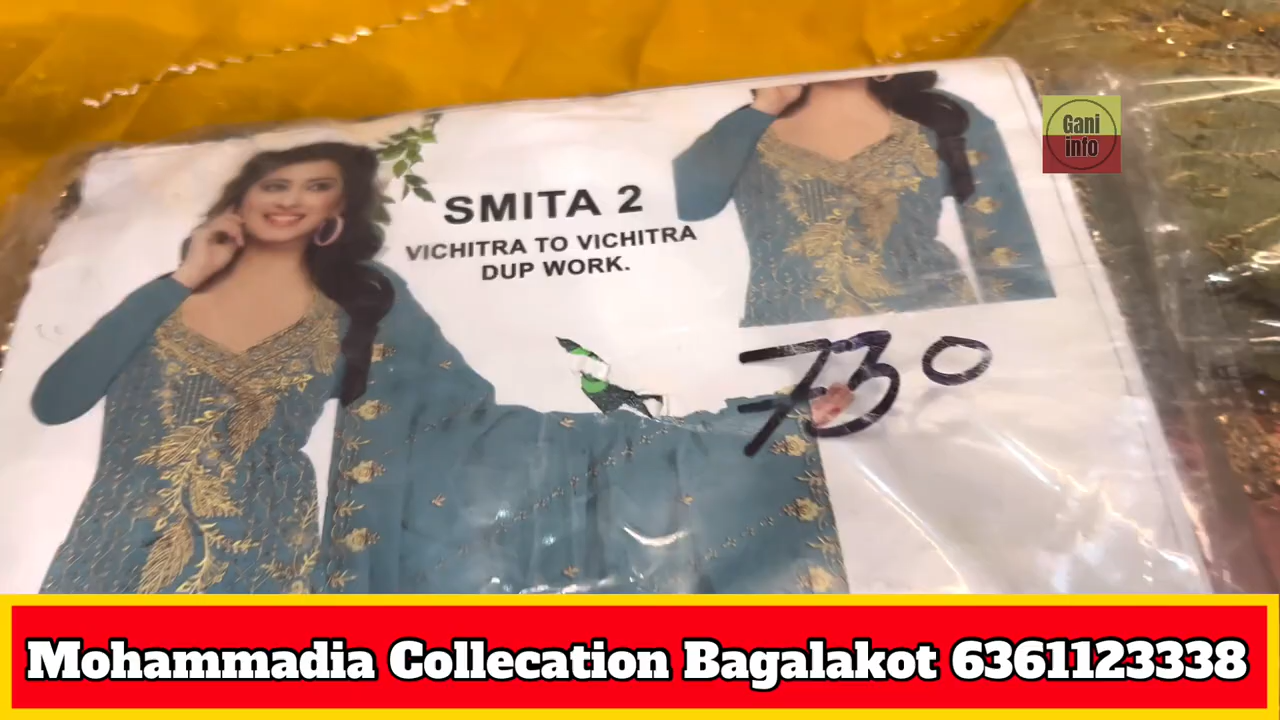 Gani
info
SMITA 2
VICHITRA TO VICHITRA
DUP WORK.
730
Mohammadia Collecation Bagalakot 6361123338